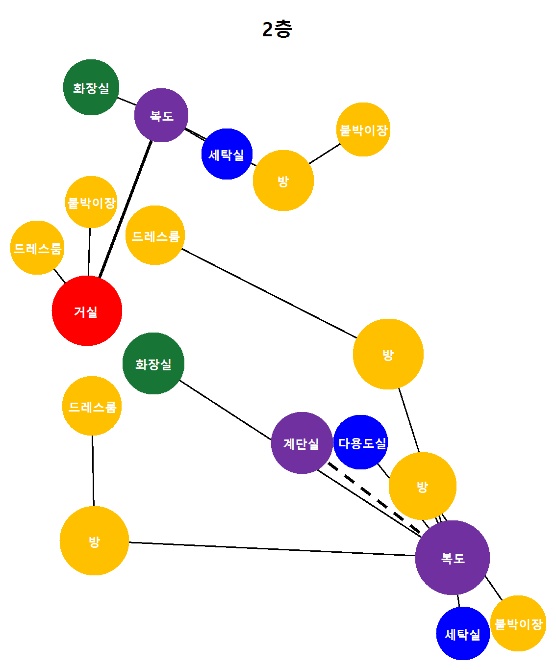 2층
화장실
복도
세탁실
붙박이장
방
붙박이장
드레스룸
드레스룸
거실
방
화장실
드레스룸
계단실
다용도실
방
방
복도
세탁실
붙박이장